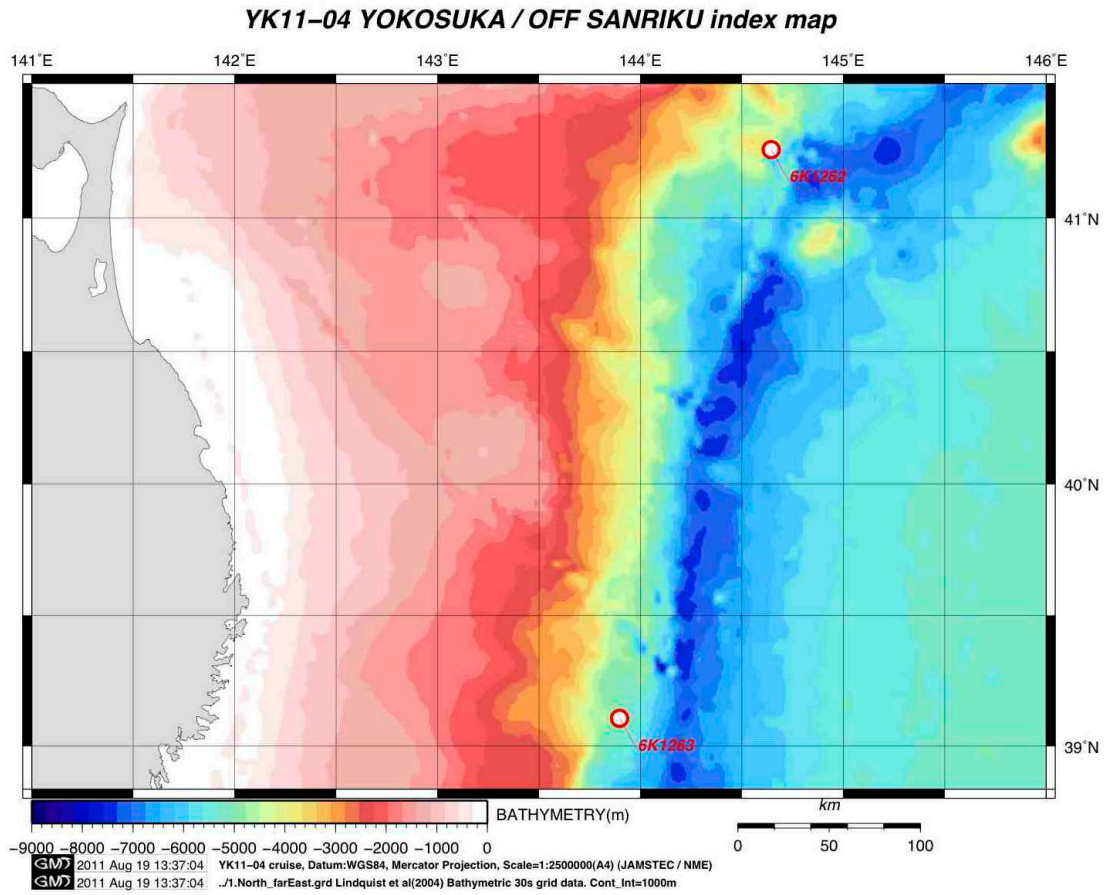 YK11–04 YOKOSUKA / OFF SANRIKU index map
141˚E 142˚E 143˚E 144˚E 145˚E 146˚E
6K1262
41˚N
40˚N
6K1263
39˚N
km
BATHYMETRY(m)
0 50 100
−9000 −8000 −7000 −6000 −5000 −4000 −3000 −2000 −1000 0
GMT 2011 Aug 19 13:37:04 YK11–04 cruise, Datum:WGS84, Mercator Projection, Scale=1:2500000(A4) (JAMSTEC / NME)
GMT 2011 Aug 19 13:37:04 ../1.North_farEast.grd Lindquist et al(2004) Bathymetric 30s grid data. Cont_Int=1000m